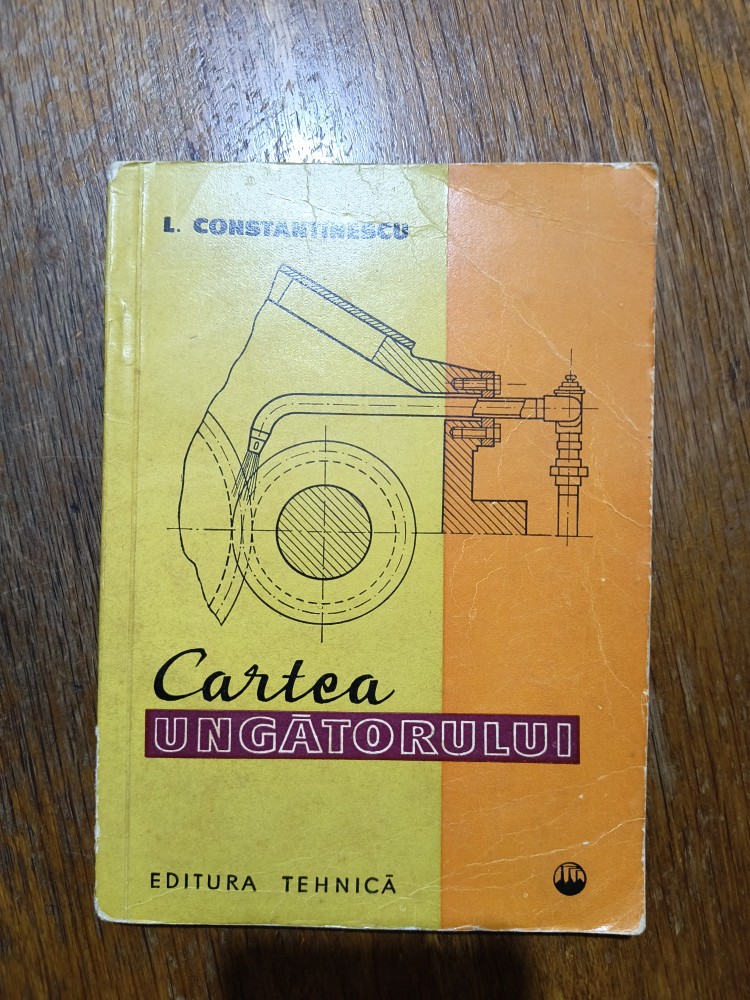 L. CONSTANTINESCU
Cartea
UNGĂTORULUI
EDITURA TEHNICĂ